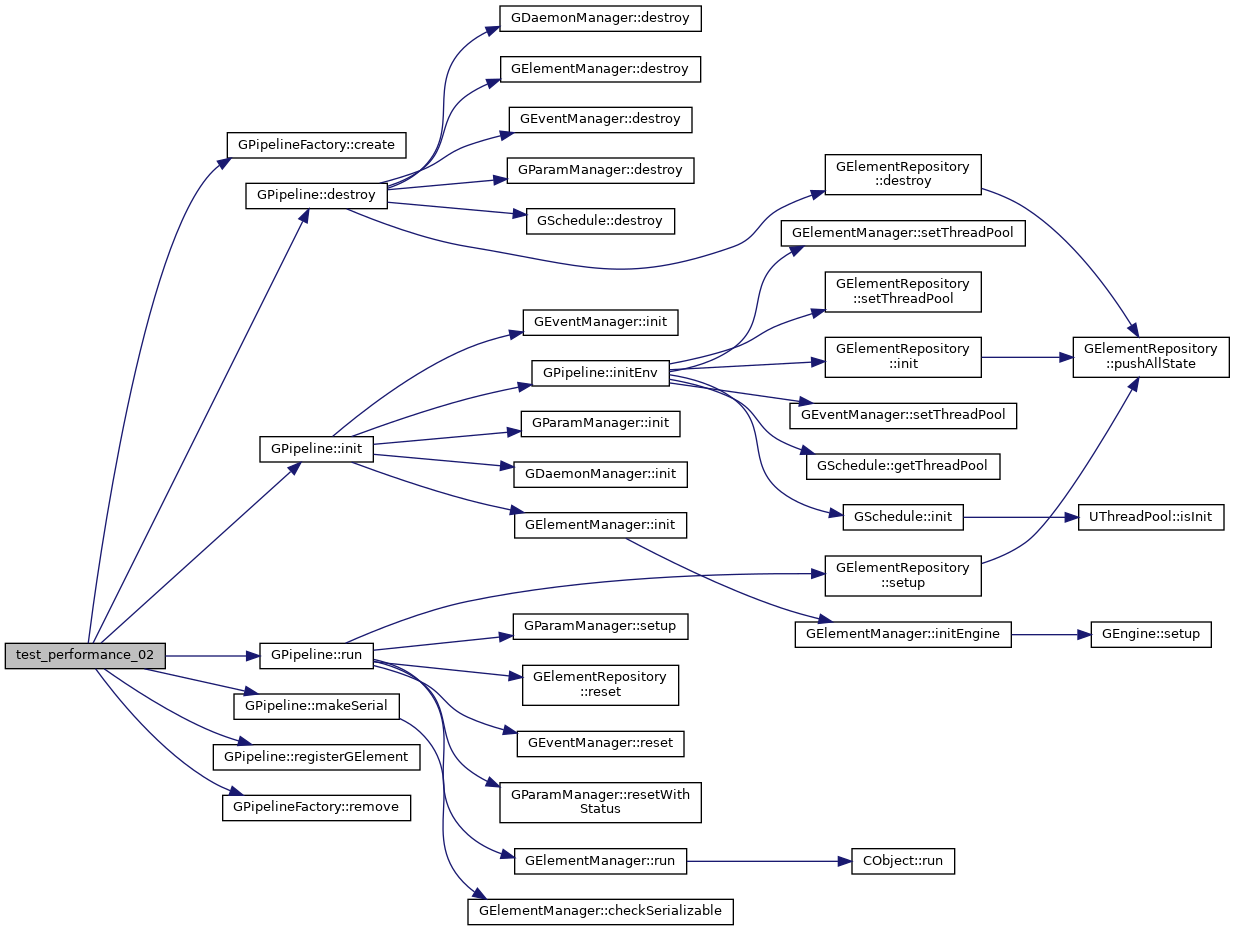 GDaemonManager::destroy
GElementManager::destroy
GEventManager::destroy
GPipelineFactory::create
GParamManager::destroy
GElementRepository
::destroy
GPipeline::destroy
GSchedule::destroy
GElementManager::setThreadPool
GElementRepository
::setThreadPool
GEventManager::init
GElementRepository
::init
GElementRepository
::pushAllState
GPipeline::initEnv
GEventManager::setThreadPool
GParamManager::init
GPipeline::init
GSchedule::getThreadPool
GDaemonManager::init
GSchedule::init
UThreadPool::isInit
GElementManager::init
GElementRepository
::setup
GParamManager::setup
GElementManager::initEngine
GEngine::setup
test_performance_02
GPipeline::run
GElementRepository
::reset
GPipeline::makeSerial
GEventManager::reset
GPipeline::registerGElement
GParamManager::resetWith
Status
GPipelineFactory::remove
GElementManager::run
CObject::run
GElementManager::checkSerializable